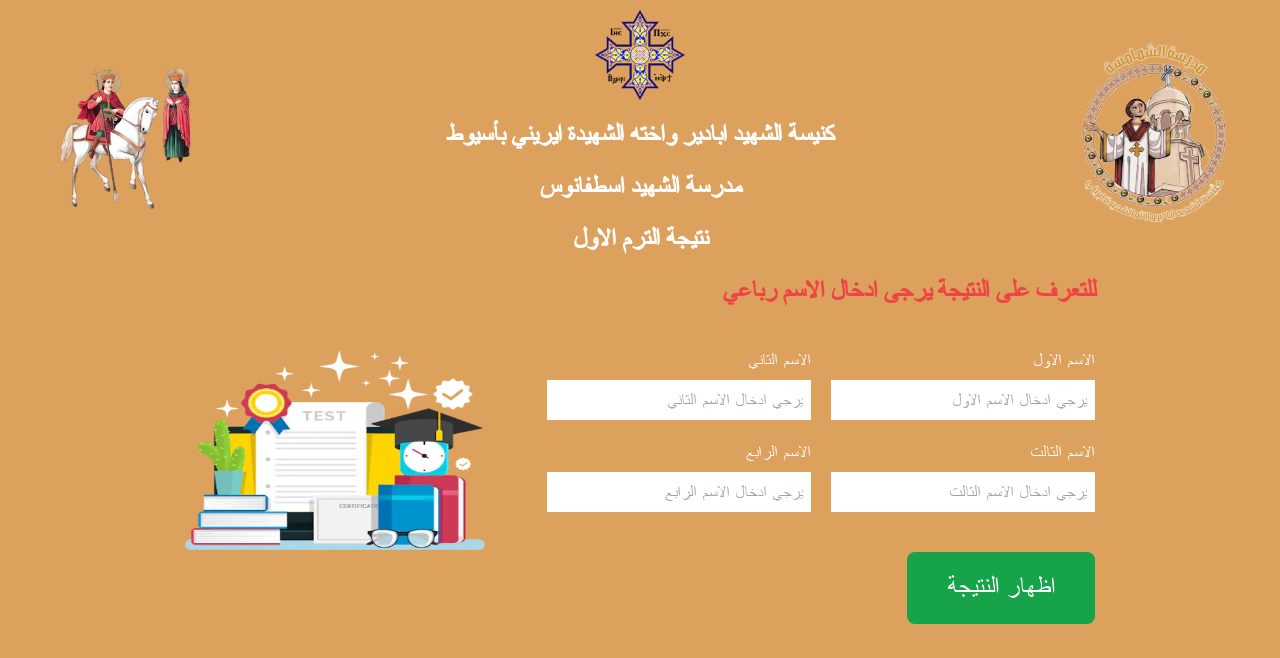 مدرسة الشمامسة
كنيسة الشهيد ابادير واخته الشهيدة ايريني بأسيوط
مدرسة الشهيد اسطفانوس
نتيجة الترم الاول
للتعرف على النتيجة يرجى ادخال الاسم رباعي
الاسم الاول
الاسم الثاني
يرجي ادخال الاسم الاول
يرجي ادخال الاسم الثاني
الاسم الثالث
الاسم الرابع
يرجي ادخال الاسم الثالث
يرجي ادخال الاسم الرابع
TEST
CERTIFICATE
اظهار النتيجة